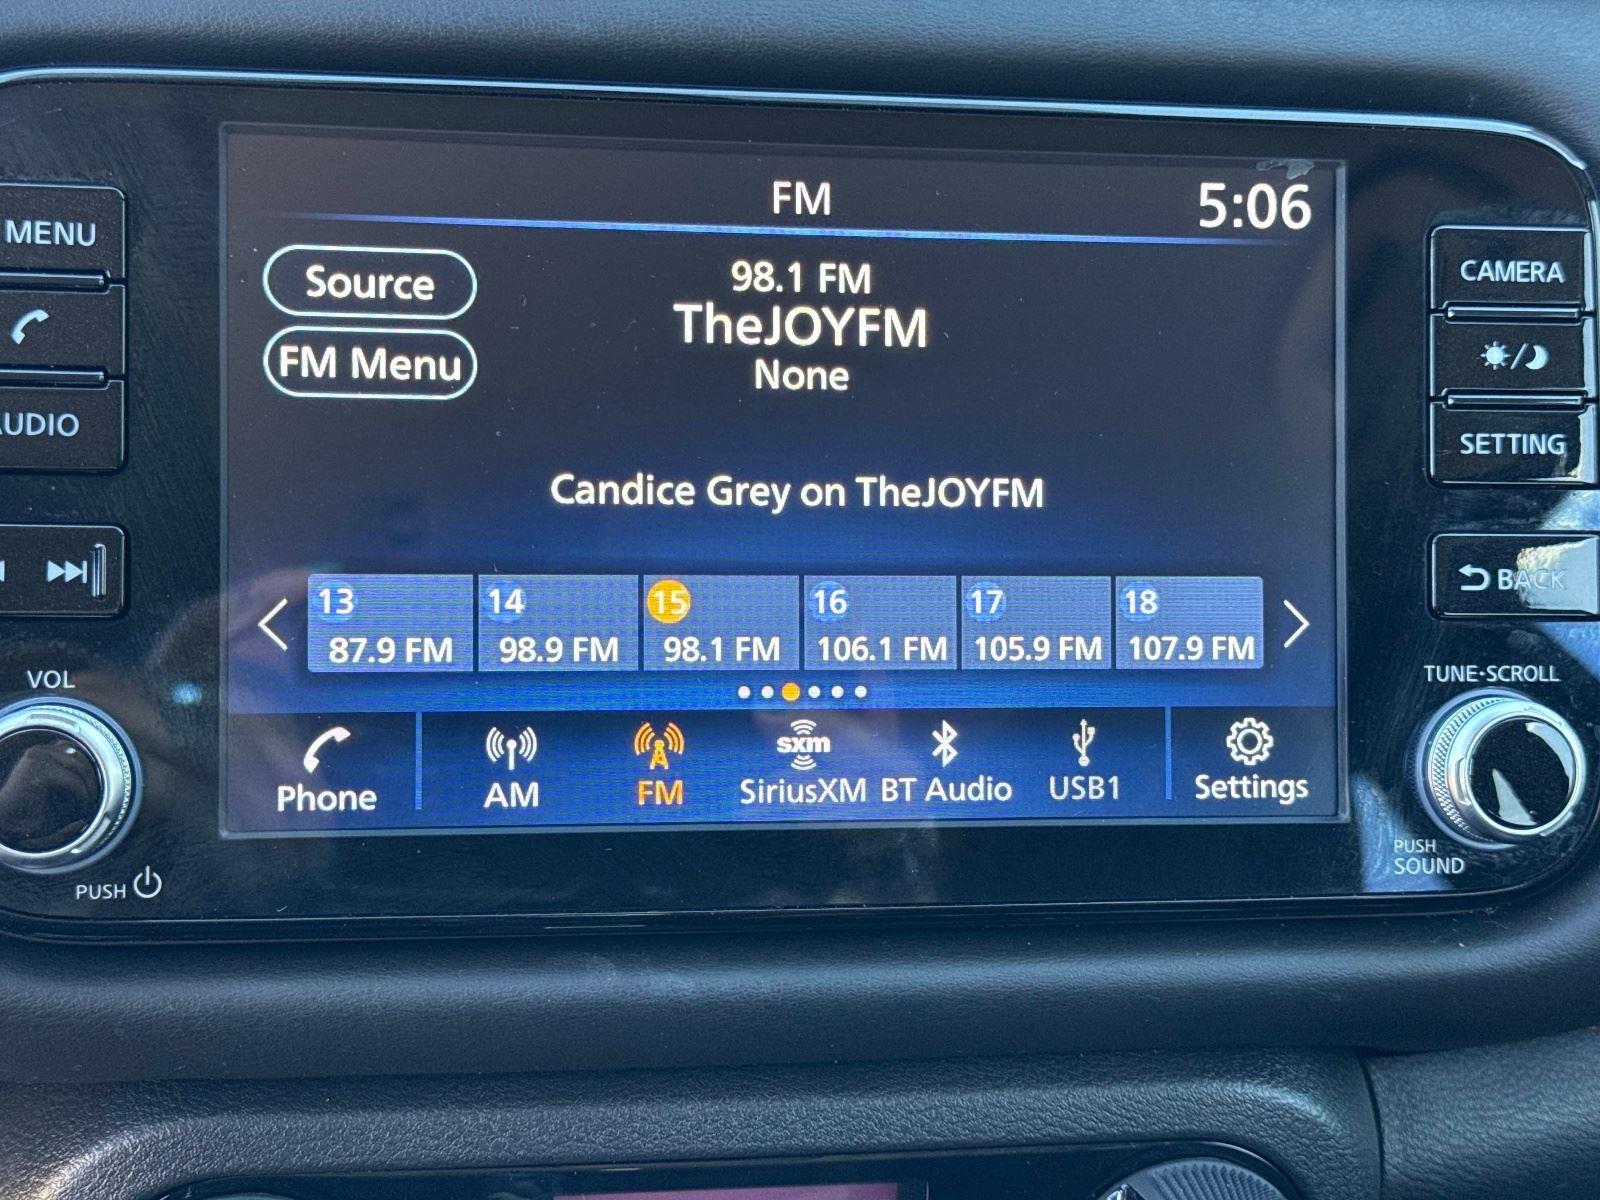 FM
5:06
MENU
AUDIO
Source
FM Menu
98.1 FM
TheJOYFM
None
Candice Grey on TheJOYFM
CAMERA
SETTING
BACK
13 14 15 16 17 18
87.9 FM 98.9 FM 98.1 FM 106.1 FM 105.9 FM 107.9 FM
VOL
PUSH
TUNE•SCROLL
PUSH
SOUND
sxm
Phone AM FM SiriusXM BT Audio USB1 Settings